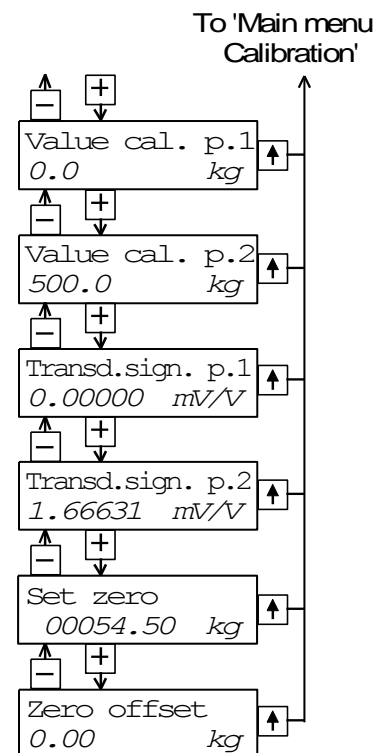 To 'Main menu
Calibration'
− +
Value cal. p.1
0.0 kg
− +
Value cal. p.2
500.0 kg
− +
Transd.sign. p.1
0.00000 mV/V
− +
Transd.sign. p.2
1.66631 mV/V
− +
Set zero
00054.50 kg
− +
Zero offset
0.00 kg